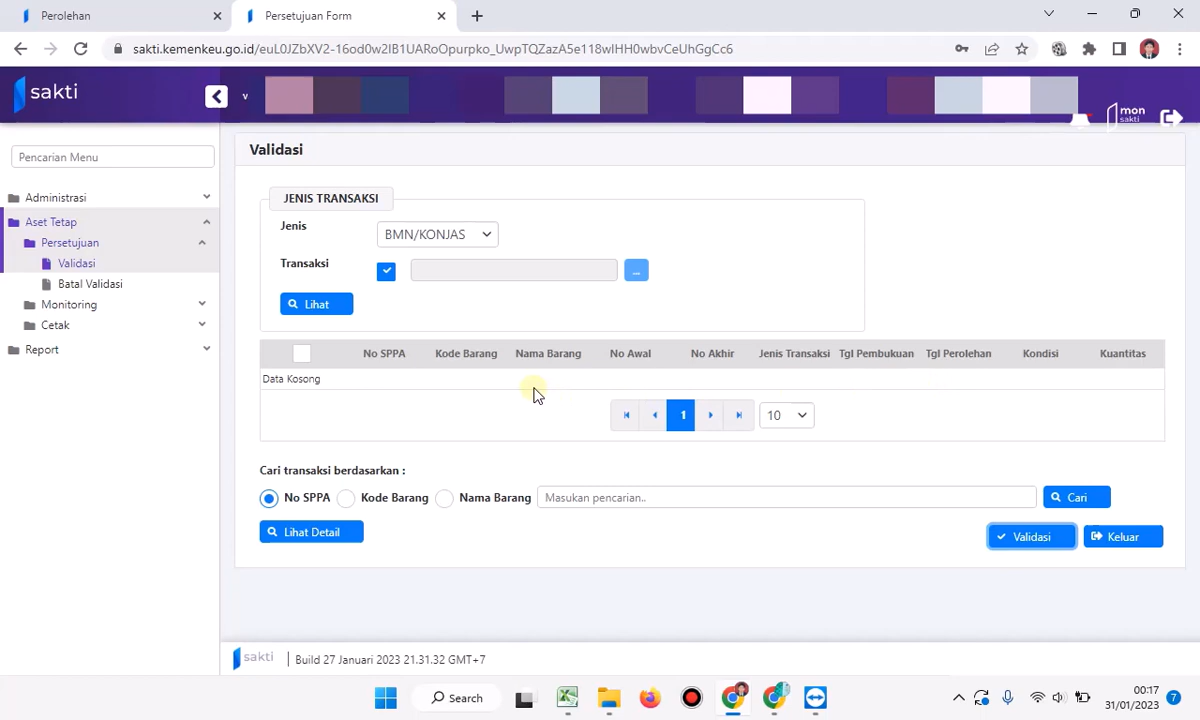 Perolehan
Persetujuan Form
sakti.kemenkeu.go.id/euL0JZbXV2-16od0w2IB1UARoOpurpko_UwpTQZazA5e118wlHH0wbvCeUhGgCc6
sakti
v
mon
sakti
Pencarian Menu
Administrasi
Aset Tetap
Persetujuan
Validasi
Batal Validasi
Monitoring
Cetak
Report
Validasi
JENIS TRANSAKSI
Jenis
BMN/KONJAS
Transaksi
...
Lihat
No SPPA Kode Barang Nama Barang No Awal No Akhir Jenis Transaksi Tgl Pembukuan Tgl Perolehan Kondisi Kuantitas
Data Kosong
1
10
Cari transaksi berdasarkan :
No SPPA Kode Barang Nama Barang Masukan pencarian.. Cari
Lihat Detail
Validasi Keluar
sakti Build 27 Januari 2023 21.31.32 GMT+7
Search
00:17
31/01/2023
7